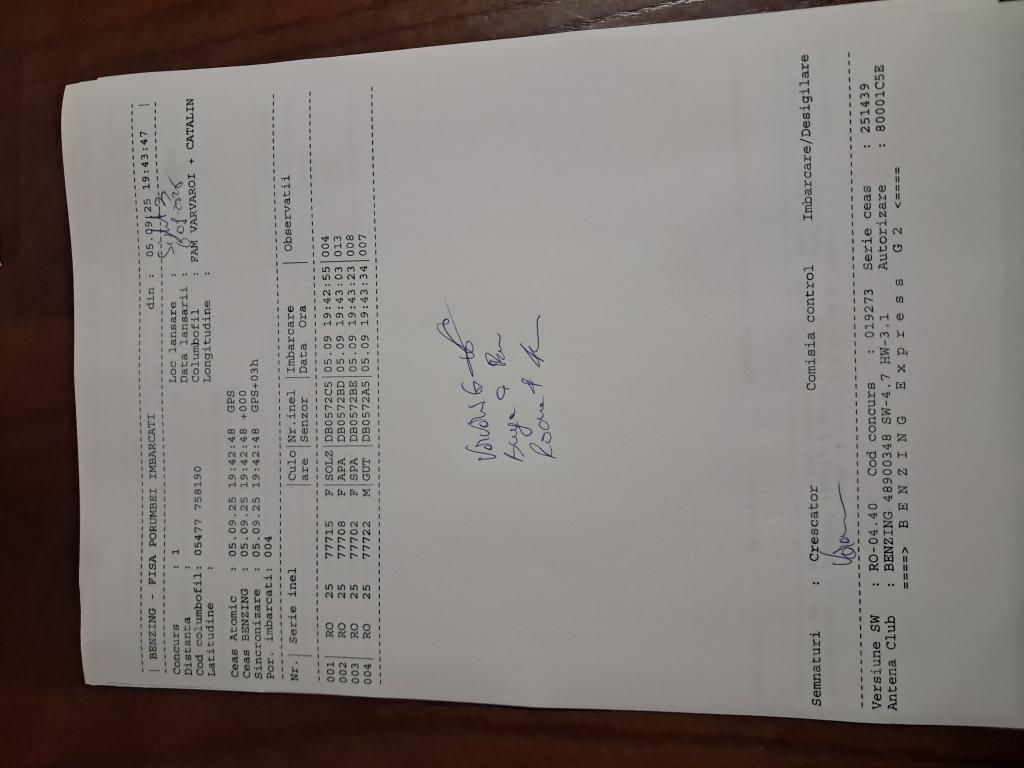 | BENZING - FISA PORUMBEI IMBARCATI din : 05.09.25 19:43:47 |
Concurs : 1 Loc lansare :
Distanta : Data lansarii :
Cod columbofil: 05477 758190 Columbofil : FAM VARVAROI + CATALIN
Latitudine : Longitudine :
Ceas Atomic : 05.09.25 19:42:48 GPS
Ceas BENZING : 05.09.25 19:42:48 +000
Sincronizare : 05.09.25 19:42:48 GPS+03h
Por. imbarcati: 004
Nr.| Serie inel |Culo|Nr.inel |Imbarcare | Observatii
|are |Senzor |Data Ora |
001| RO 25 77715 F|SOLZ|DB0572C5|05.09 19:42:55|004
002| RO 25 77708 F|APA |DB0572BD|05.09 19:43:03|013
003| RO 25 77702 F|SPA |DB0572BE|05.09 19:43:23|008
004| RO 25 77722 M|GUT |DB0572A5|05.09 19:43:34|007
Semnaturi : Crescator Comisia control Imbarcare/Desigilare
Versiune SW : RO-04.40 Cod concurs : 019273 Serie ceas : 251439
Antena Club : BENZING 48900348 SW-4.7 HW-3.1 Autorizare : 80001C5E
====> B E N Z I N G E x p r e s s G 2 <====